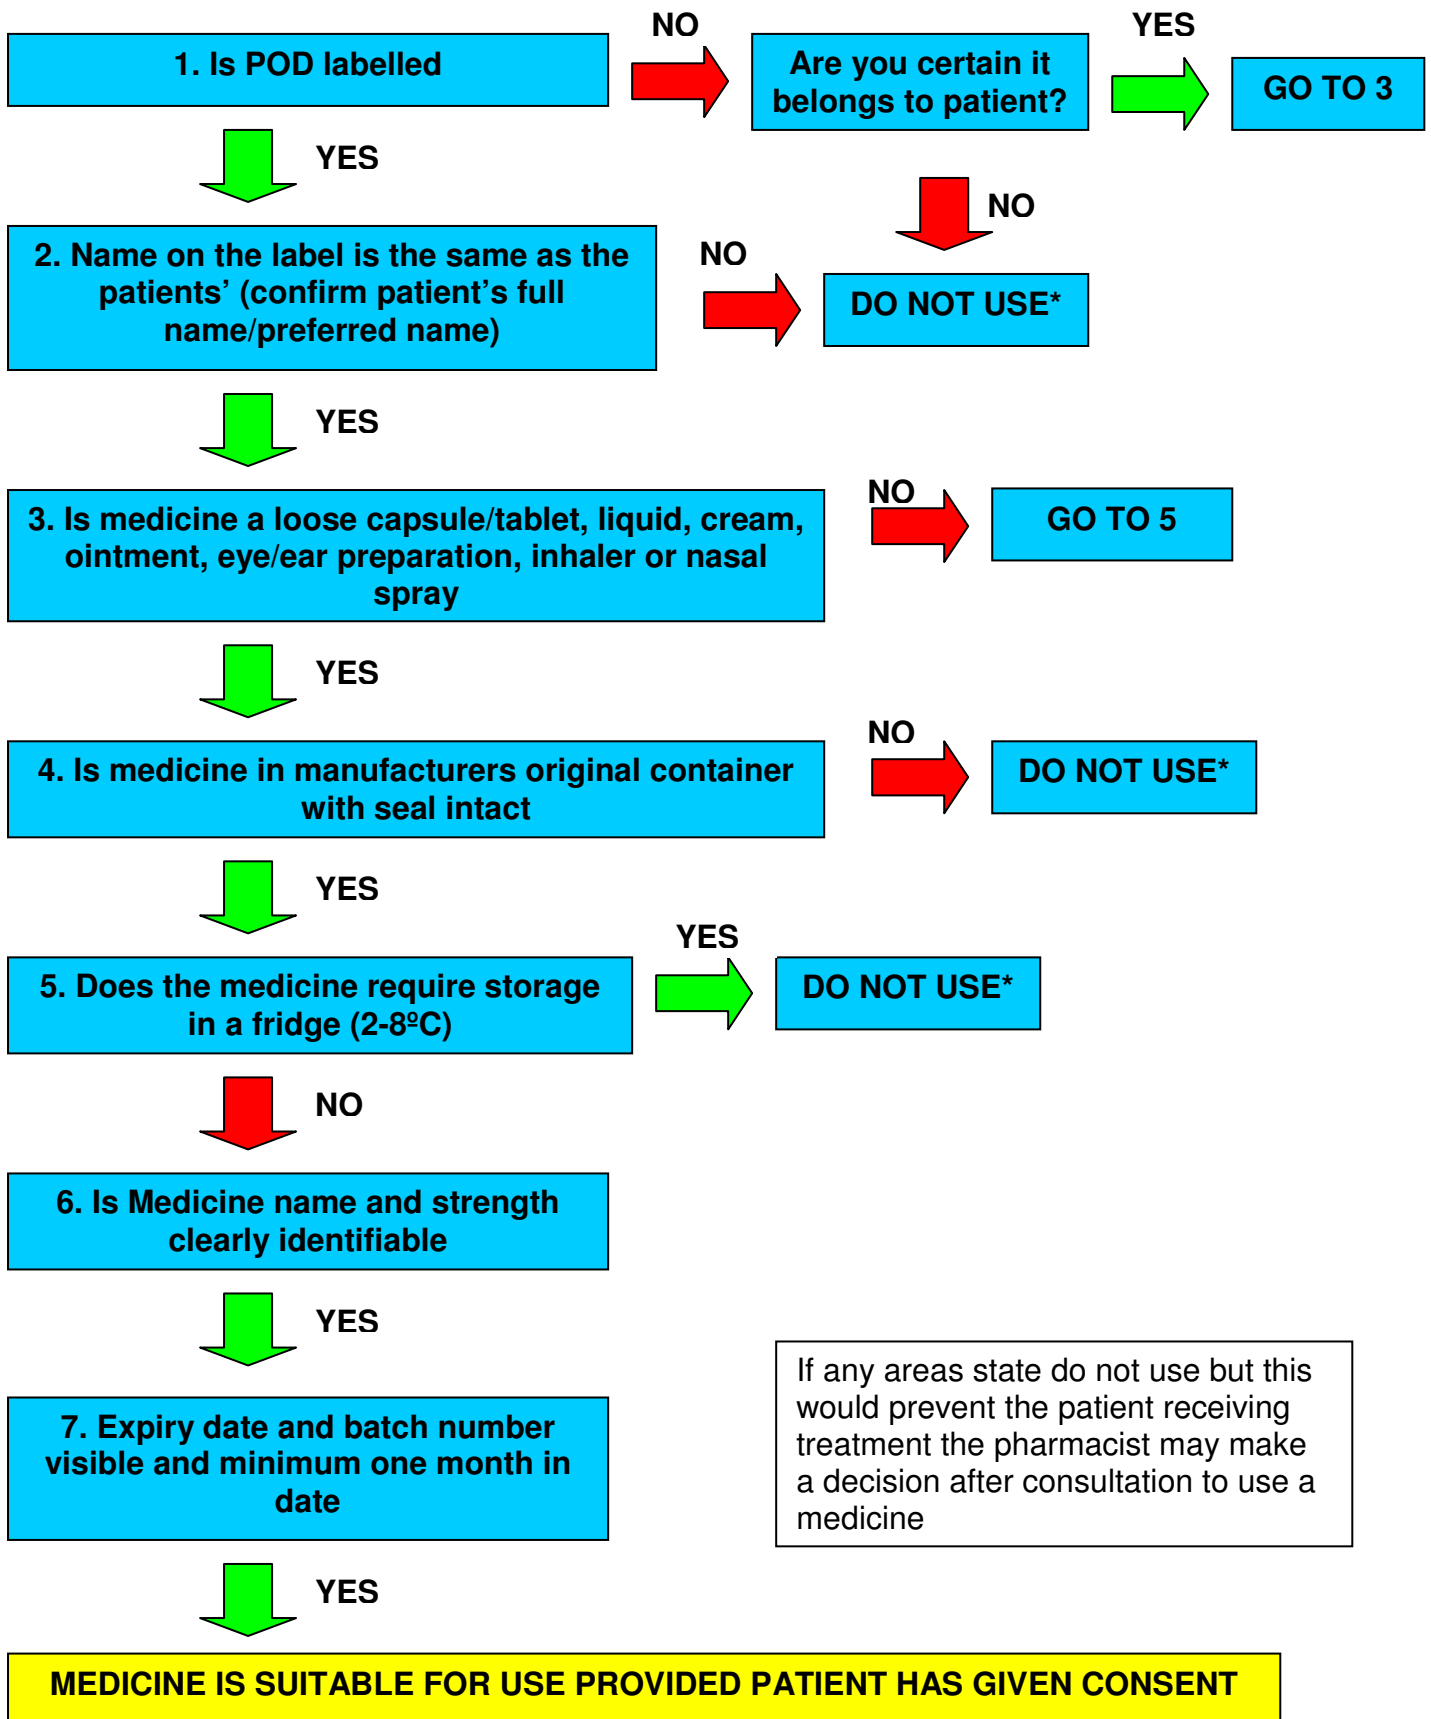 NO
YES
1. Is POD labelled
Are you certain it
belongs to patient?
GO TO 3
YES
NO
2. Name on the label is the same as the
patients’ (confirm patient’s full
name/preferred name)
NO
DO NOT USE*
YES
3. Is medicine a loose capsule/tablet, liquid, cream,
ointment, eye/ear preparation, inhaler or nasal
spray
NO
GO TO 5
YES
4. Is medicine in manufacturers original container
with seal intact
NO
DO NOT USE*
YES
5. Does the medicine require storage
in a fridge (2-8ºC)
YES
DO NOT USE*
NO
6. Is Medicine name and strength
clearly identifiable
YES
7. Expiry date and batch number
visible and minimum one month in
date
If any areas state do not use but this
would prevent the patient receiving
treatment the pharmacist may make
a decision after consultation to use a
medicine
YES
MEDICINE IS SUITABLE FOR USE PROVIDED PATIENT HAS GIVEN CONSENT